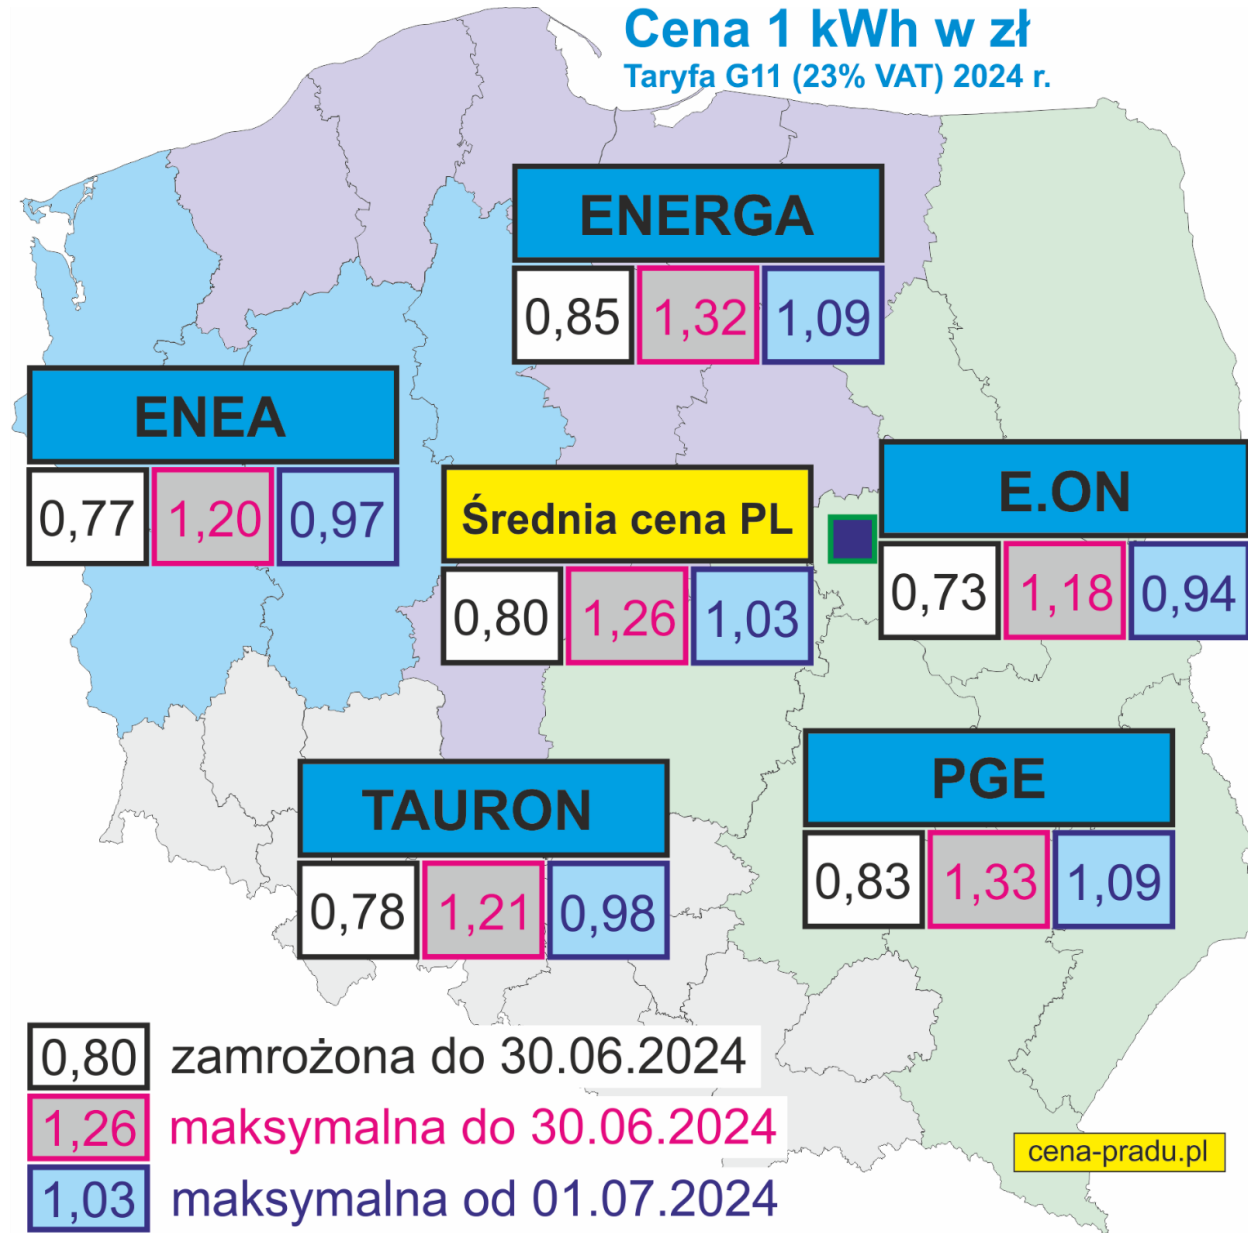 Cena 1 kWh w zł
Taryfa G11 (23% VAT) 2024 r.
ENERGA
0,85 1,32 1,09
ENEA
0,77 1,20 0,97
Średnia cena PL
0,80 1,26 1,03
E.ON
0,73 1,18 0,94
TAURON
0,78 1,21 0,98
PGE
0,83 1,33 1,09
0,80 zamrożona do 30.06.2024
1,26 maksymalna do 30.06.2024
1,03 maksymalna od 01.07.2024
cena-pradu.pl